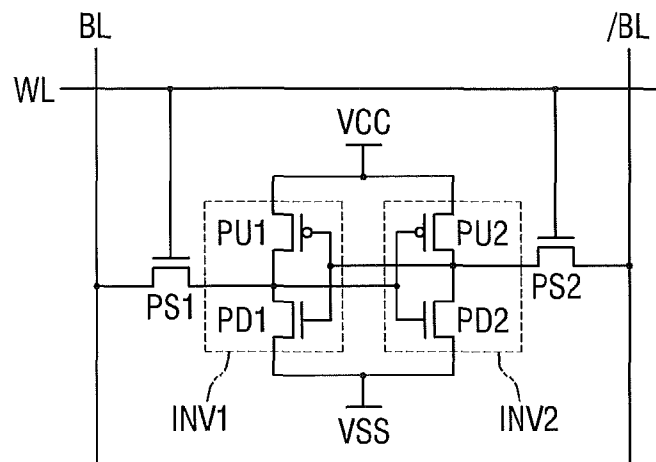 BL
/BL
WL
VCC
PU1
PU2
PS1
PS2
PD1
PD2
INV1
VSS
INV2